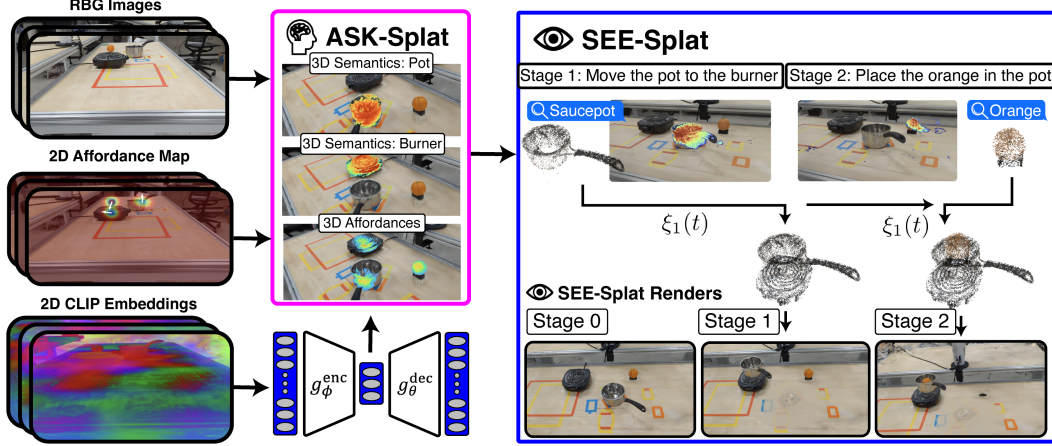 RBG Images
2D Affordance Map
2D CLIP Embeddings
ASK-Splat
3D Semantics: Pot
3D Semantics: Burner
3D Affordances
g_ϕ^enc
g_θ^dec
SEE-Splat
Stage 1: Move the pot to the burner
Stage 2: Place the orange in the pot
Saucepot
Orange
ξ₁(t)
ξ₁(t)
SEE-Splat Renders
Stage 0
Stage 1
Stage 2